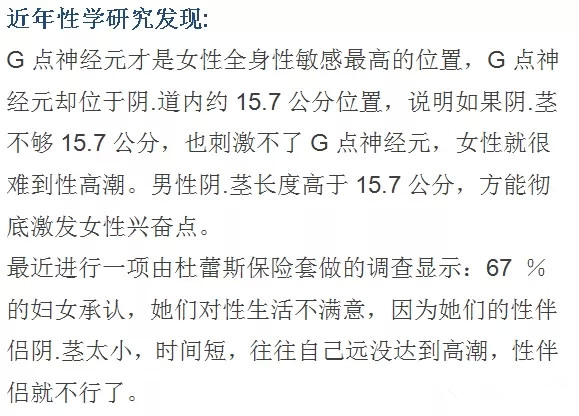 近年性学研究发现:
G 点神经元才是女性全身性敏感最高的位置，G 点神
经元却位于阴.道内约 15.7 公分位置，说明如果阴.茎
不够 15.7 公分，也刺激不了 G 点神经元，女性就很
难到性高潮。男性阴.茎长度高于 15.7 公分，方能彻
底激发女性兴奋点。
最近进行一项由杜蕾斯保险套做的调查显示：67 %
的妇女承认，她们对性生活不满意，因为她们的性伴
侣阴.茎太小，时间短，往往自己远没达到高潮，性伴
侣就不行了。